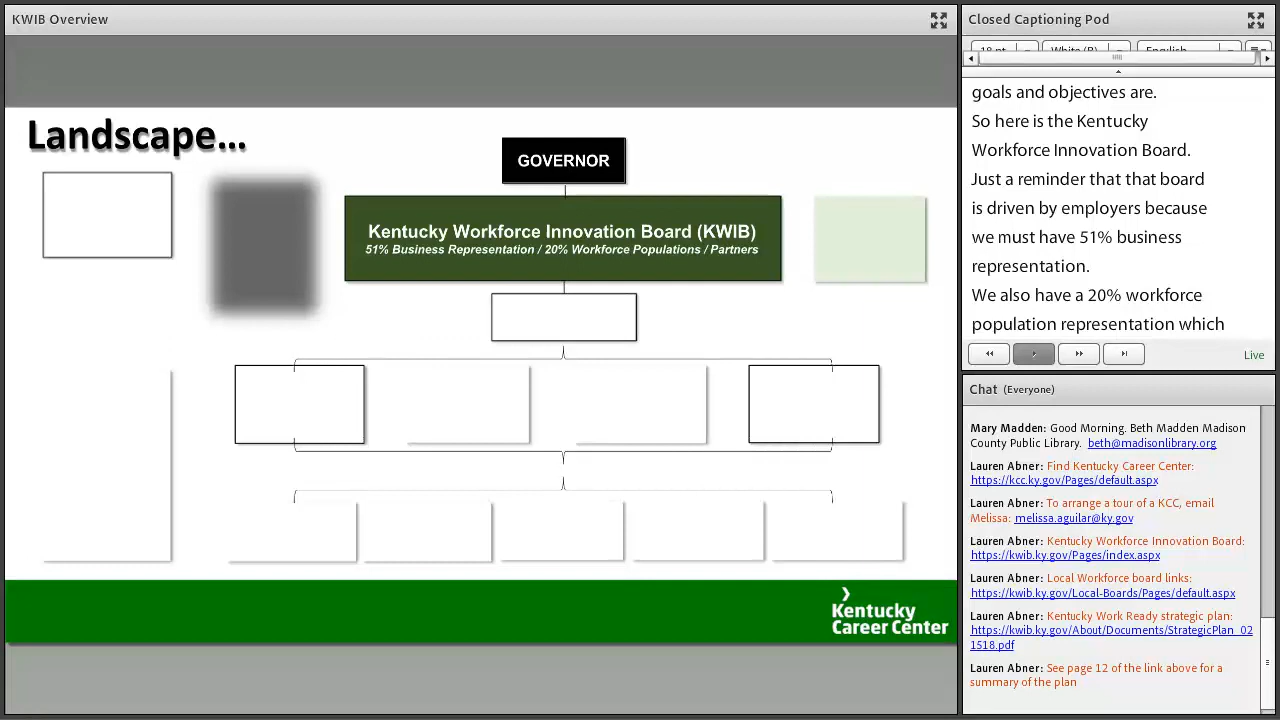 KWIB Overview
Landscape...
GOVERNOR
Kentucky Workforce Innovation Board (KWIB)
51% Business Representation / 20% Workforce Populations / Partners
Kentucky
Career Center
Closed Captioning Pod
18 pt
White (B)
English
goals and objectives are.
So here is the Kentucky
Workforce Innovation Board.
Just a reminder that that board
is driven by employers because
we must have 51% business
representation.
We also have a 20% workforce
population representation which
Live
Chat (Everyone)
Mary Madden: Good Morning. Beth Madden Madison
County Public Library. beth@madisonlibrary.org
Lauren Abner: Find Kentucky Career Center:
https://kcc.ky.gov/Pages/default.aspx
Lauren Abner: To arrange a tour of a KCC, email
Melissa: melissa.aguilar@ky.gov
Lauren Abner: Kentucky Workforce Innovation Board:
https://kwib.ky.gov/Pages/index.aspx
Lauren Abner: Local Workforce board links:
https://kwib.ky.gov/Local-Boards/Pages/default.aspx
Lauren Abner: Kentucky Work Ready strategic plan:
https://kwib.ky.gov/About/Documents/StrategicPlan_02
1518.pdf
Lauren Abner: See page 12 of the link above for a
summary of the plan